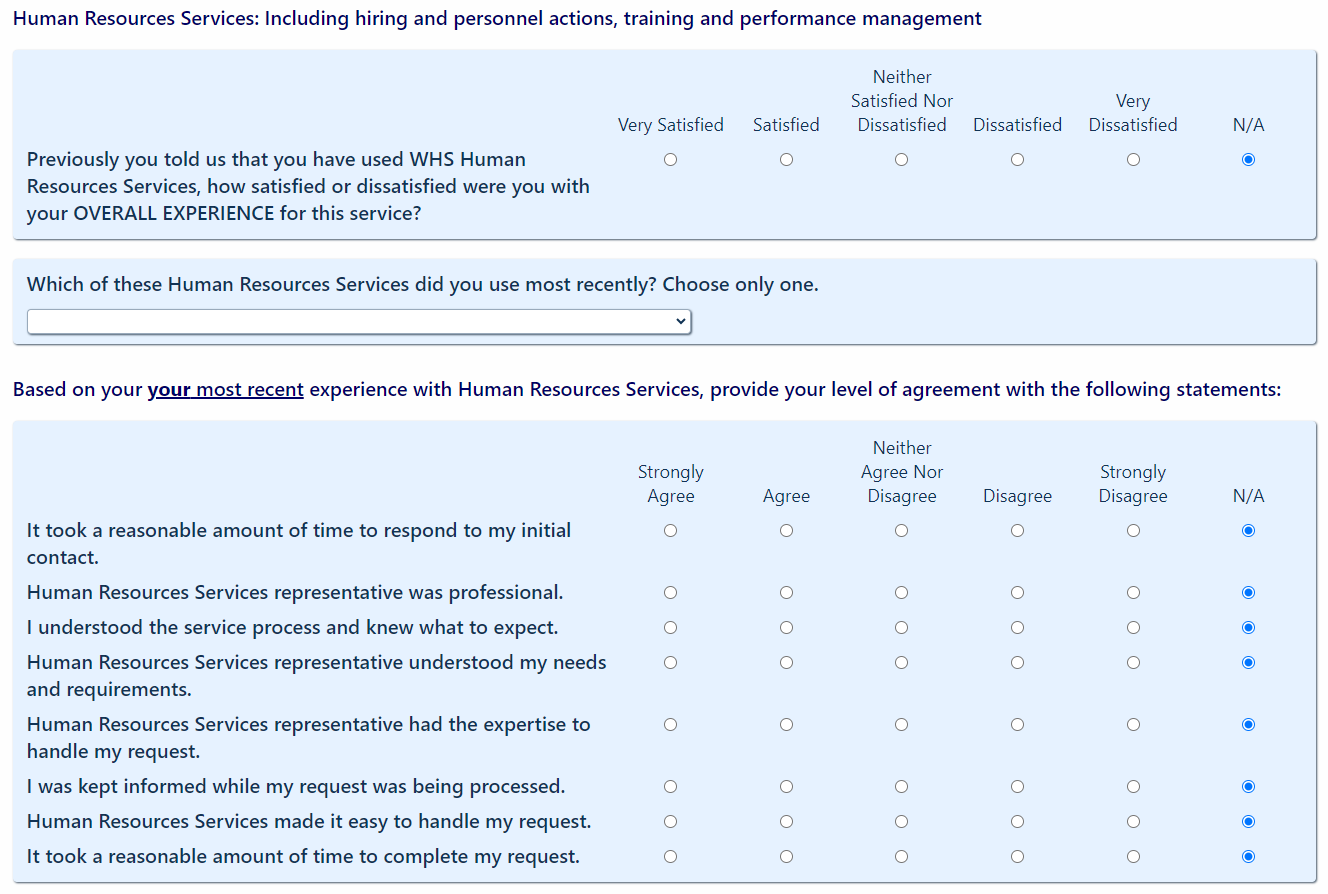 Human Resources Services: Including hiring and personnel actions, training and performance management
Very Satisfied
Satisfied
Neither
Satisfied Nor
Dissatisfied
Dissatisfied
Very
Dissatisfied
N/A
Previously you told us that you have used WHS Human
Resources Services, how satisfied or dissatisfied were you with
your OVERALL EXPERIENCE for this service?
Which of these Human Resources Services did you use most recently? Choose only one.
Based on your your most recent experience with Human Resources Services, provide your level of agreement with the following statements:
Strongly
Agree
Agree
Neither
Agree Nor
Disagree
Disagree
Strongly
Disagree
N/A
It took a reasonable amount of time to respond to my initial
contact.
Human Resources Services representative was professional.
I understood the service process and knew what to expect.
Human Resources Services representative understood my needs
and requirements.
Human Resources Services representative had the expertise to
handle my request.
I was kept informed while my request was being processed.
Human Resources Services made it easy to handle my request.
It took a reasonable amount of time to complete my request.